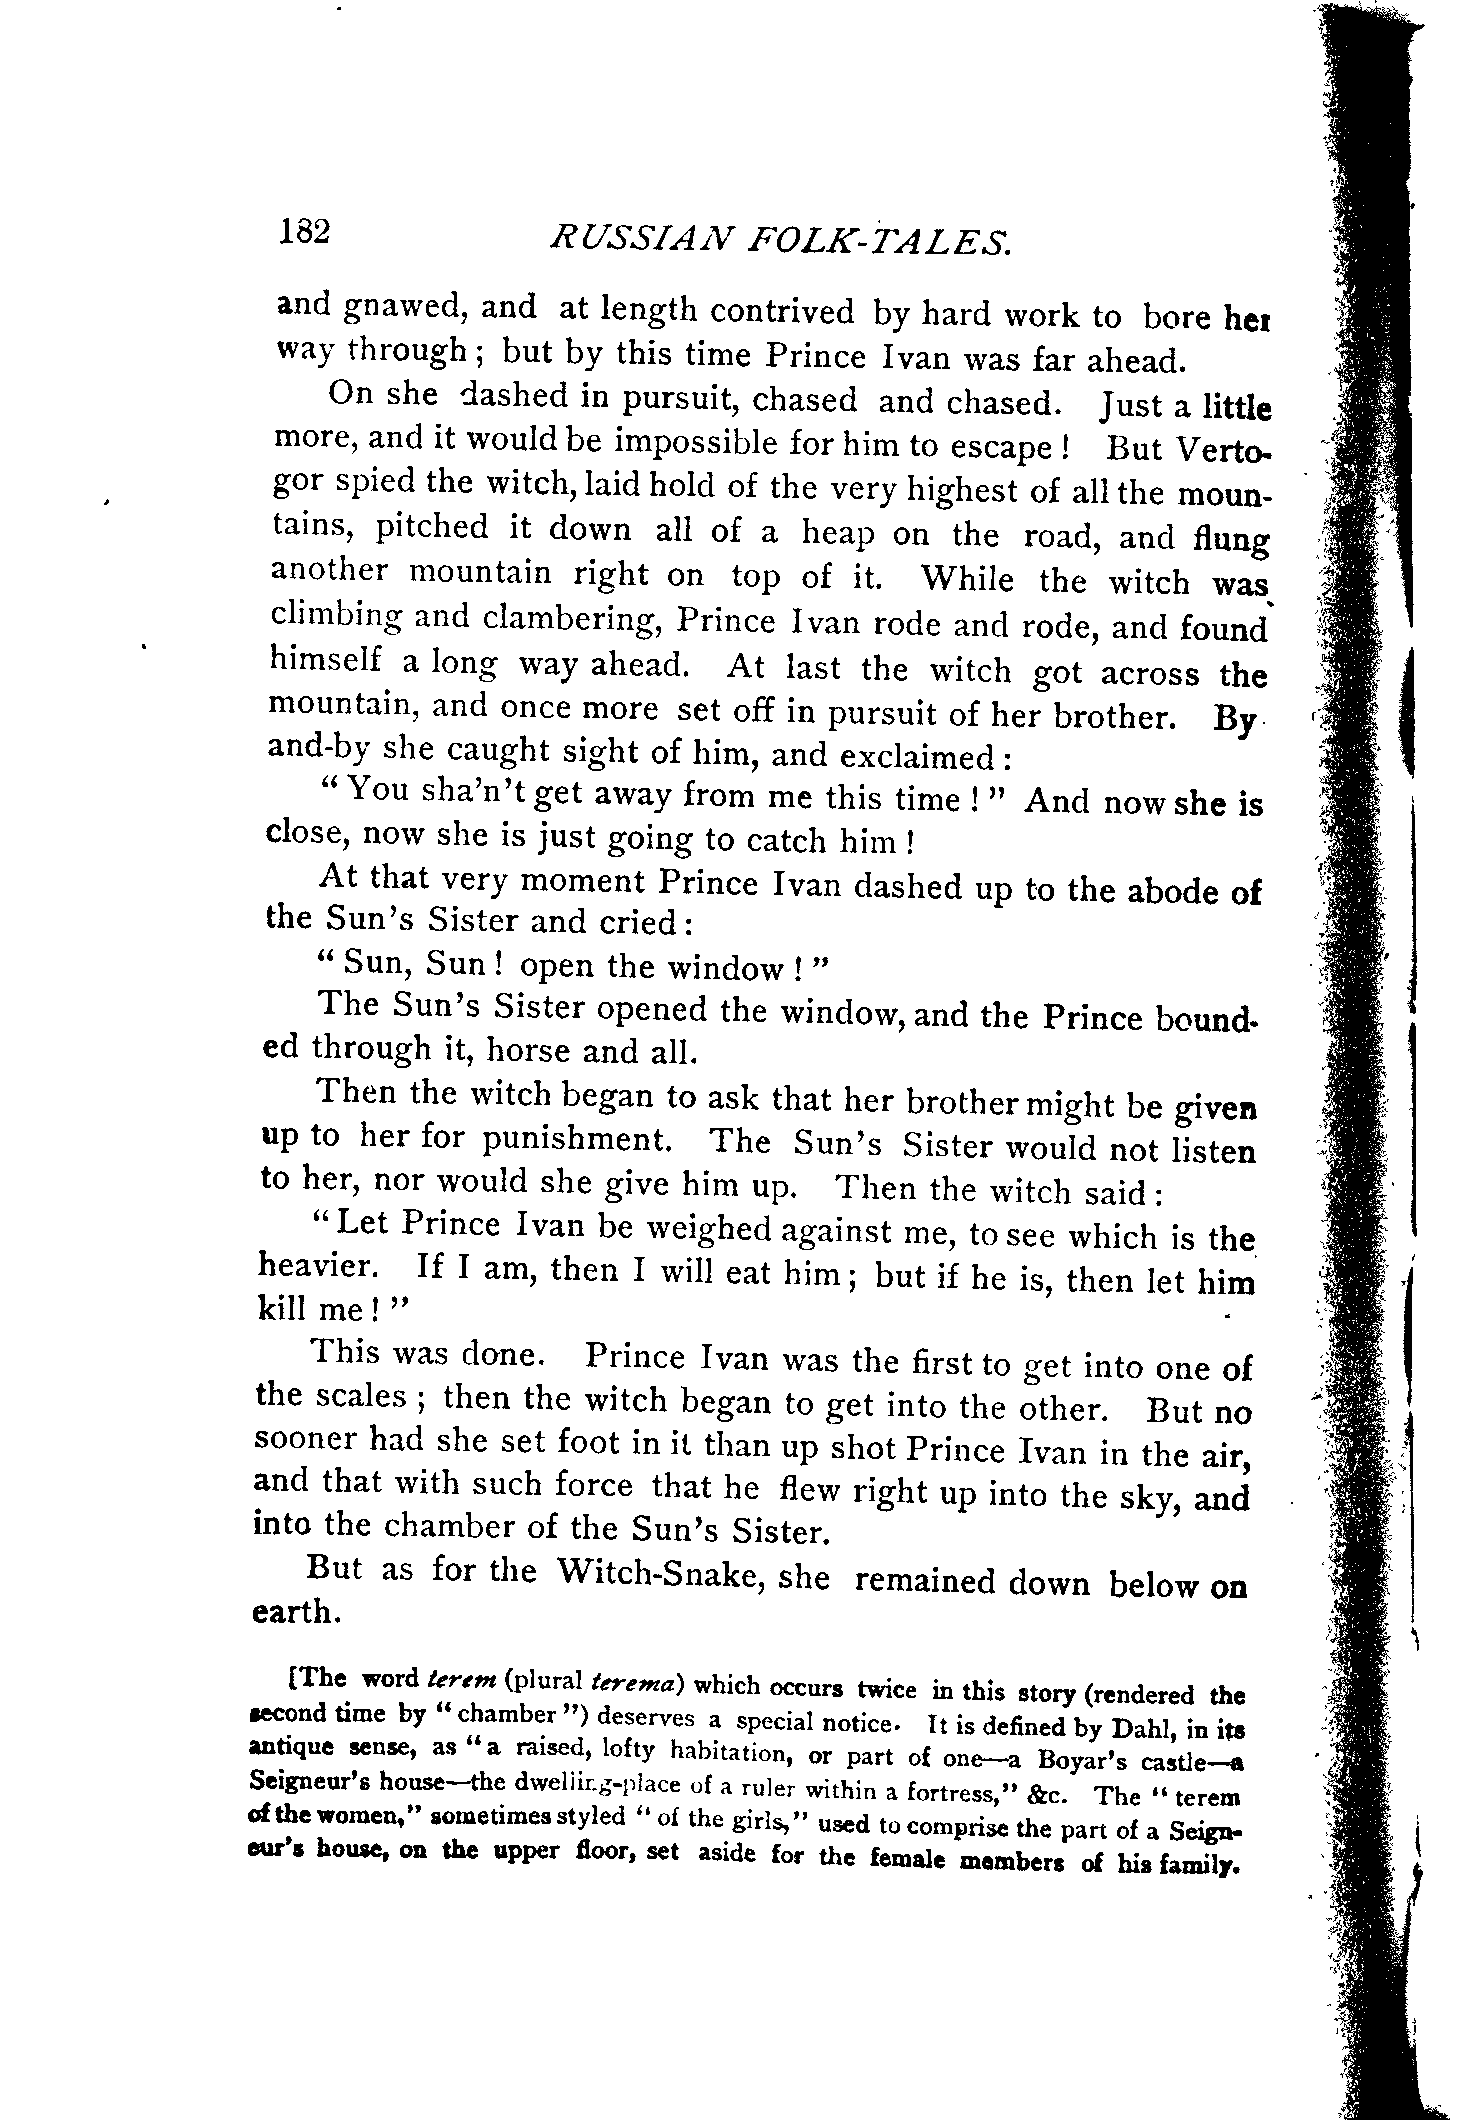 182 RUSSIAN FOLK-TALES.
and gnawed, and at length contrived by hard work to bore her
way through ; but by this time Prince Ivan was far ahead.
On she dashed in pursuit, chased and chased. Just a little
more, and it would be impossible for him to escape ! But Verto-
gor spied the witch, laid hold of the very highest of all the moun-
tains, pitched it down all of a heap on the road, and flung
another mountain right on top of it. While the witch was
climbing and clambering, Prince Ivan rode and rode, and found
himself a long way ahead. At last the witch got across the
mountain, and once more set off in pursuit of her brother. By
and-by she caught sight of him, and exclaimed :
“ You sha’n’t get away from me this time ! ” And now she is
close, now she is just going to catch him !
At that very moment Prince Ivan dashed up to the abode of
the Sun’s Sister and cried :
“ Sun, Sun ! open the window ! ”
The Sun’s Sister opened the window, and the Prince bound-
ed through it, horse and all.
Then the witch began to ask that her brother might be given
up to her for punishment. The Sun’s Sister would not listen
to her, nor would she give him up. Then the witch said :
“ Let Prince Ivan be weighed against me, to see which is the
heavier. If I am, then I will eat him ; but if he is, then let him
kill me ! ”
This was done. Prince Ivan was the first to get into one of
the scales ; then the witch began to get into the other. But no
sooner had she set foot in it than up shot Prince Ivan in the air,
and that with such force that he flew right up into the sky, and
into the chamber of the Sun’s Sister.
But as for the Witch-Snake, she remained down below on
earth.
[The word terem (plural terema) which occurs twice in this story (rendered the
second time by “ chamber ”) deserves a special notice. It is defined by Dahl, in its
antique sense, as “ a raised, lofty habitation, or part of one—a Boyar’s castle—a
Seigneur’s house—the dwelling-place of a ruler within a fortress,” &c. The “ terem
of the women,” sometimes styled “ of the girls,” used to comprise the part of a Seign-
eur’s house, on the upper floor, set aside for the female members of his family.